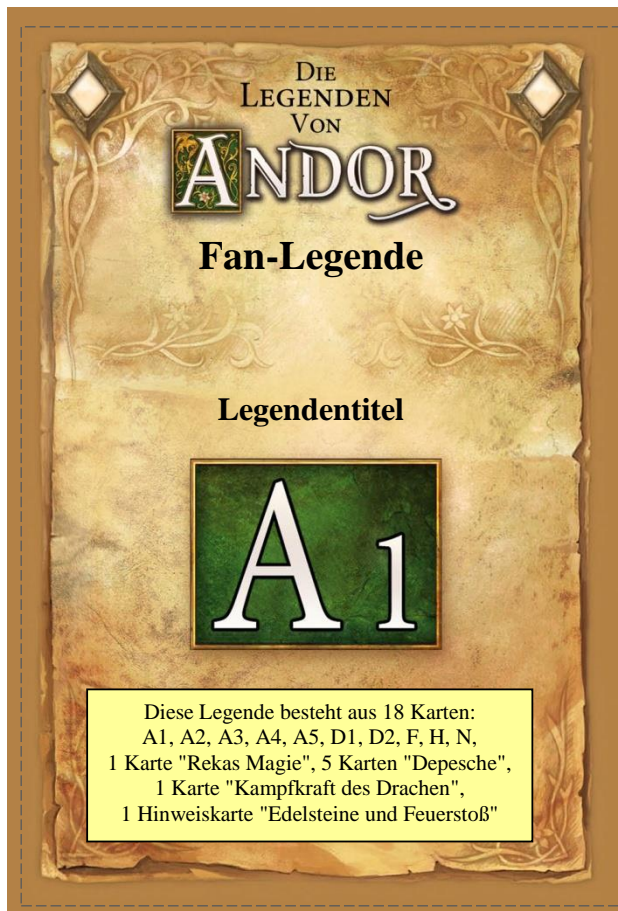 DIE
LEGENDEN
VON
ANDOR
Fan-Legende
Legendentitel
A 1
Diese Legende besteht aus 18 Karten:
A1, A2, A3, A4, A5, D1, D2, F, H, N,
1 Karte "Rekas Magie", 5 Karten "Depesche",
1 Karte "Kampfkraft des Drachen",
1 Hinweiskarte "Edelsteine und Feuerstoß"